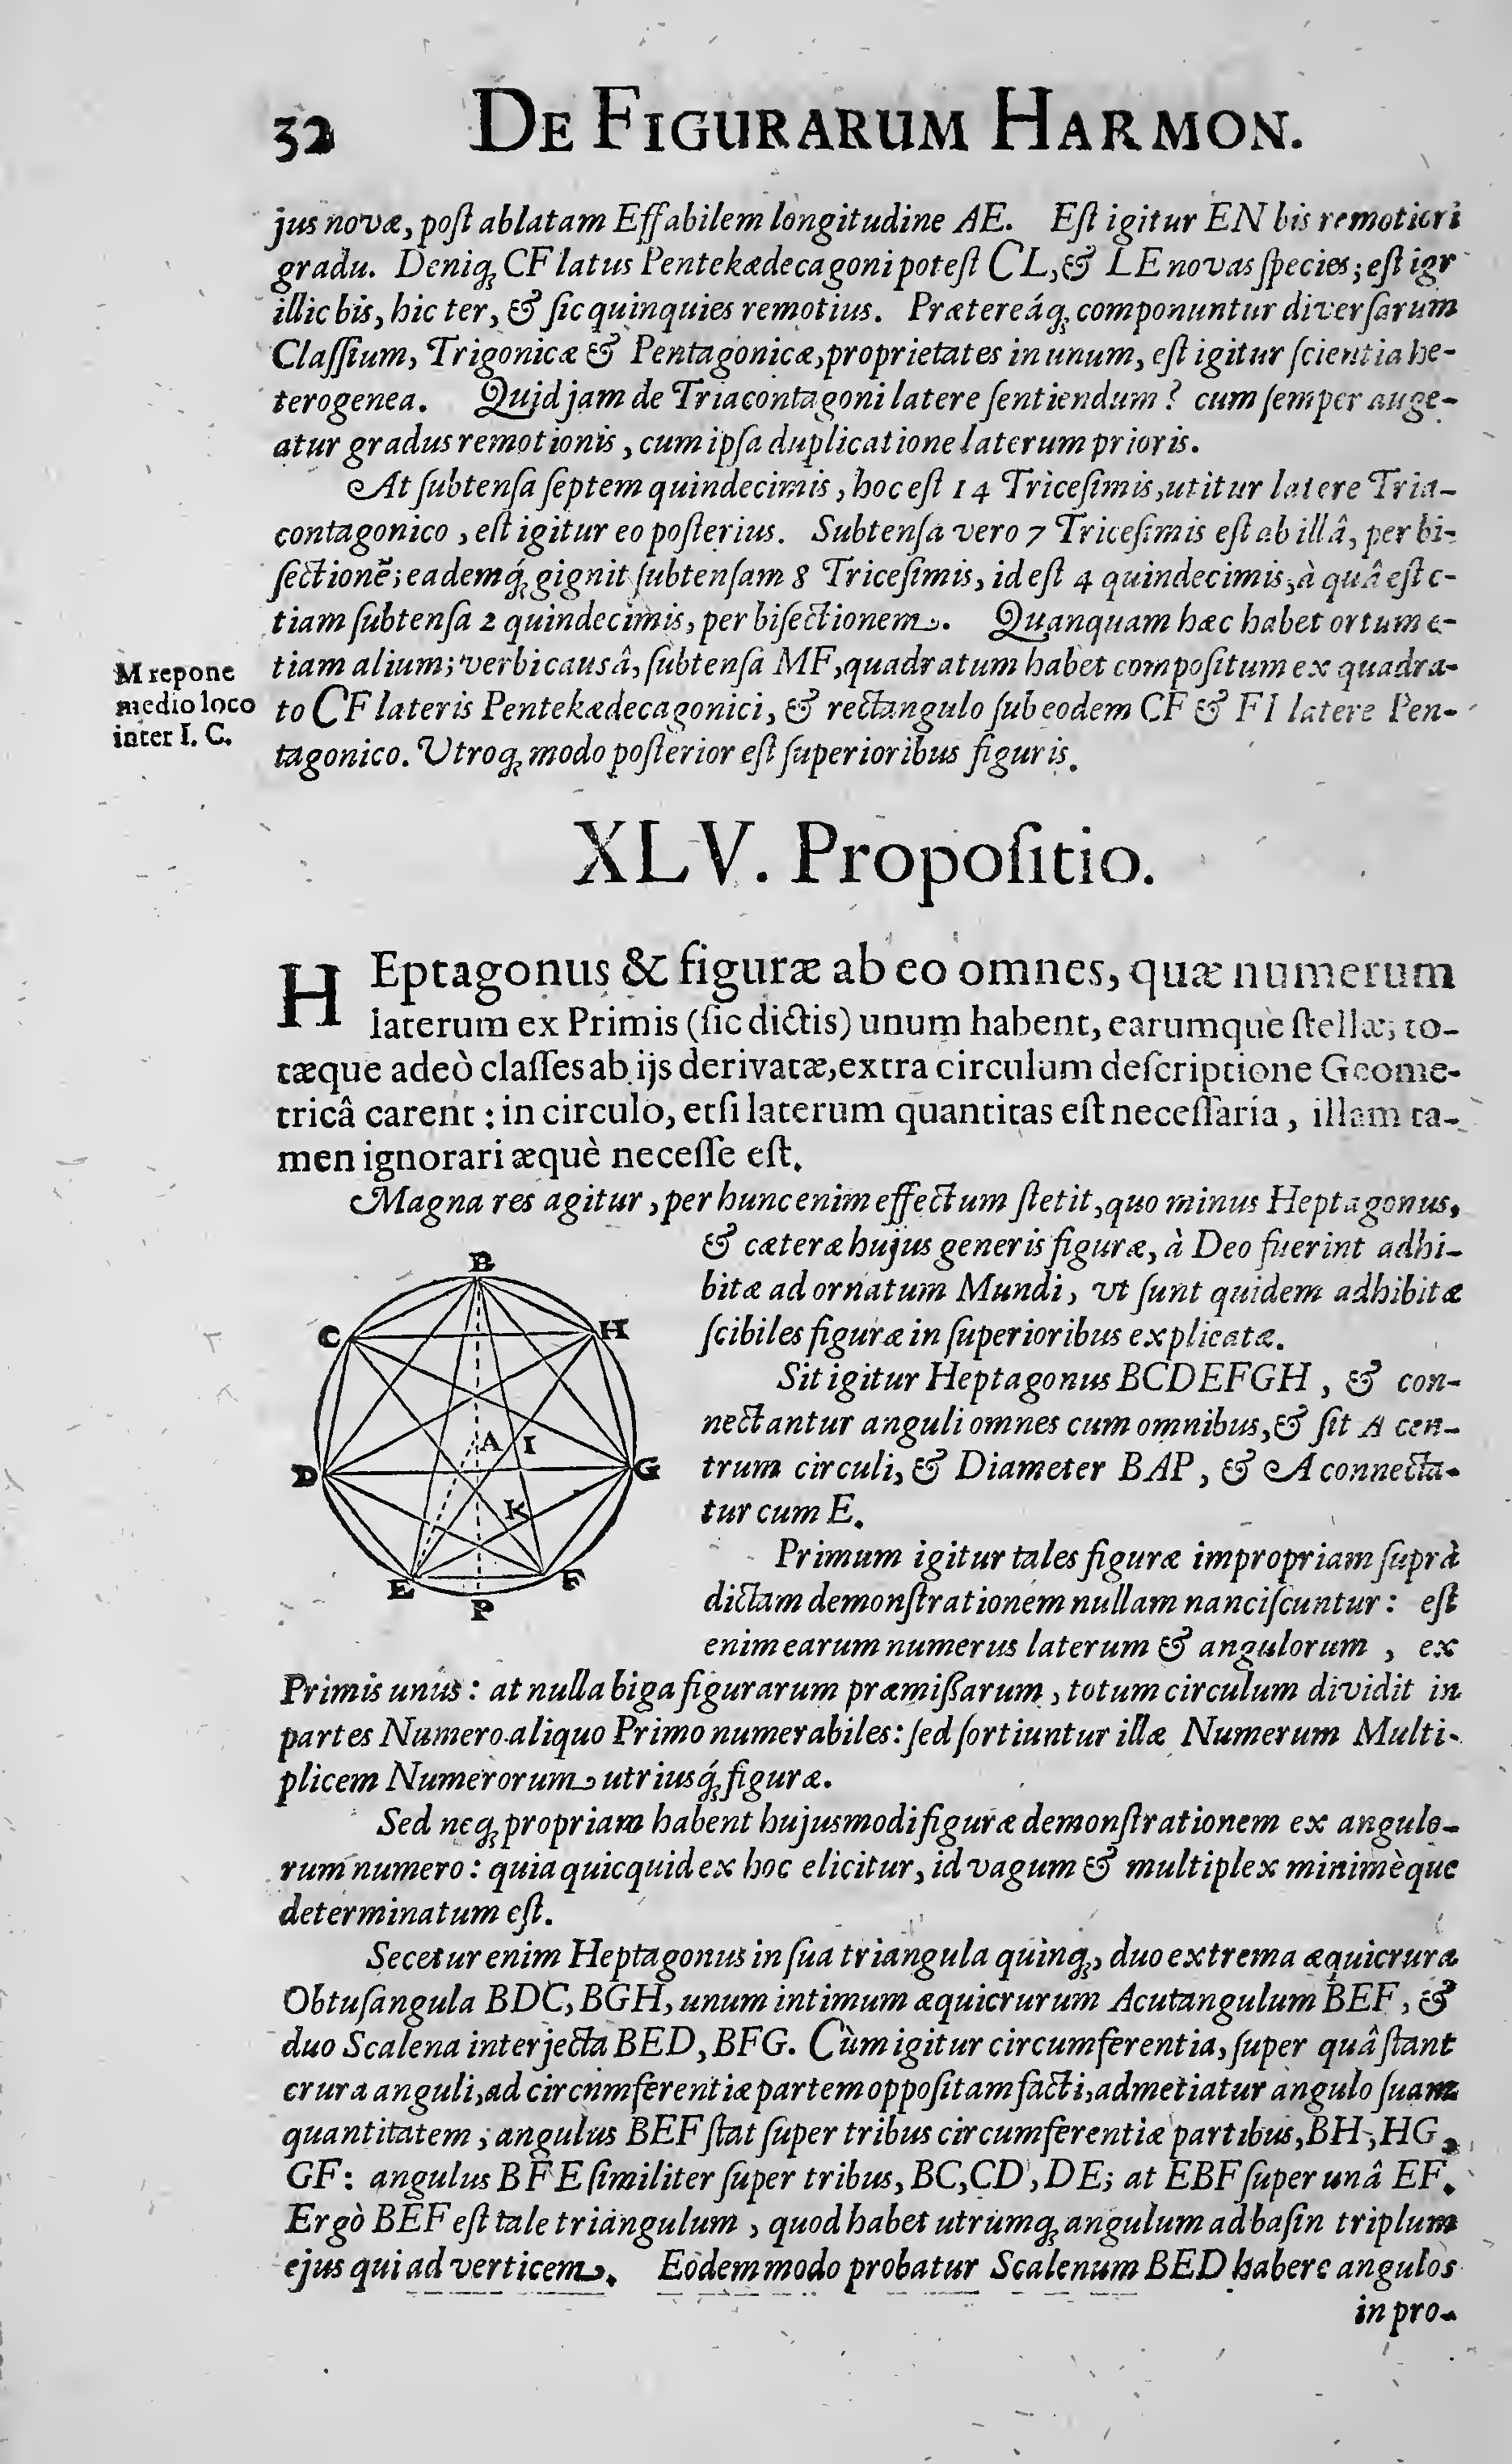 32 DE FIGURARUM HARMON.
jus novæ, poſt ablatam Effabilem longitudine AE. Eſt igitur EN bis remotiori
gradu. Deniqꝫ CF latus Pentekædecagoni poteſt CL, & LE novas ſpecies; eſt igr
illic bis, hic ter, & ſic quinquies remotius. Prætereáqꝫ componuntur diverſarum
Claſſium, Trigonicæ & Pentagonicæ, proprietates in unum, eſt igitur ſcientia he-
terogenea. Quid jam de Triacontagoni latere ſentiendum? cum ſemper auge-
atur gradus remotionis, cum ipſa duplicatione laterum prioris.
At ſubtenſa ſeptem quindecimis, hoc eſt 14 Triceſimis, utitur latere Tria-
contagonico, eſt igitur eo poſterius. Subtenſa vero 7 Triceſimis eſt ab illâ, per bi-
ſectionē; eademqꝫ́ gignit ſubtenſam 8 Triceſimis, id eſt 4 quindecimis, à quâ eſt e-
tiam ſubtenſa 2 quindecimis, per biſectionem. Quanquam hæc habet ortum e-
tiam alium; verbi causâ, ſubtenſa MF, quadratum habet compoſitum ex quadra-
to CF lateris Pentekædecagonici, & rectangulo ſub eodem CF & FI latere Pen-
tagonico. Utroqꝫ modo poſterior eſt ſuperioribus figuris.
M repone
medio loco
inter I. C.
XLV. Propoſitio.
HEptagonus & figuræ ab eo omnes, quæ numerum
laterum ex Primis (ſic dictis) unum habent, earumque ſtellæ; to-
tæque adeò claſſes ab ijs derivatæ, extra circulum deſcriptione Geome-
tricâ carent: in circulo, etſi laterum quantitas eſt neceſſaria, illam ta-
men ignorari æquè neceſſe eſt.
Magna res agitur, per hunc enim effectum ſtetit, quo minus Heptagonus,
& cæteræ hujus generis figuræ, à Deo fuerint adhi-
bitæ ad ornatum Mundi, ut ſunt quidem adhibitæ
ſcibiles figuræ in ſuperioribus explicatæ.
Sit igitur Heptagonus BCDEFGH, & con-
nectantur anguli omnes cum omnibus, & ſit A cen-
trum circuli, & Diameter BAP, & A connecta-
tur cum E.
Primum igitur tales figuræ impropriam ſuprà
dictam demonſtrationem nullam nanciſcuntur: eſt
enim earum numerus laterum & angulorum, ex
B
C H
A I
D G
K
E F
P
Primis unus: at nulla biga figurarum præmiſſarum, totum circulum dividit in
partes Numero aliquo Primo numerabiles: ſed ſortiuntur illæ Numerum Multi-
plicem Numerorum utriusqꝫ́ figuræ.
Sed neqꝫ propriam habent hujusmodi figuræ demonſtrationem ex angulo-
rum numero: quia quicquid ex hoc elicitur, id vagum & multiplex minimèque
determinatum eſt.
Secetur enim Heptagonus in ſua triangula quinqꝫ, duo extrema æquicrura
Obtuſangula BDC, BGH, unum intimum æquicrurum Acutangulum BEF, &
duo Scalena interjecta BED, BFG. Cùm igitur circumferentia, ſuper quâ ſtant
crura anguli, ad circumferentiæ partem oppoſitam facti, admetiatur angulo ſuam
quantitatem; angulus BEF ſtat ſuper tribus circumferentiæ partibus, BH, HG,
GF: angulus BFE ſimiliter ſuper tribus, BC, CD, DE; at EBF ſuper unâ EF.
Ergò BEF eſt tale triangulum, quod habet utrumqꝫ angulum ad baſin triplum
ejus qui ad verticem. Eodem modo probatur Scalenum BED habere angulos
in pro-